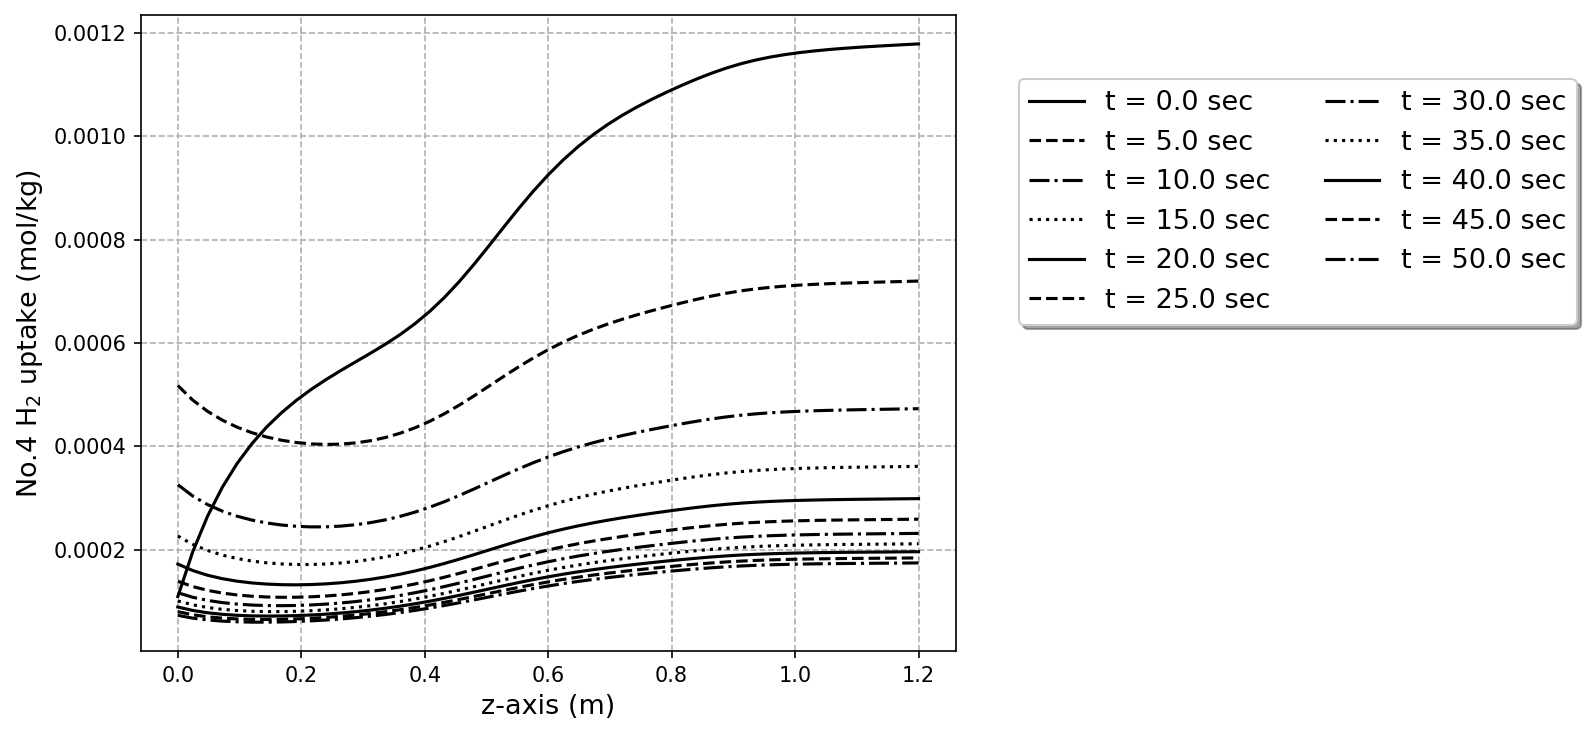 0.0012
0.0010
0.0008
0.0006
0.0004
0.0002
No.4 H₂ uptake (mol/kg)
0.0 0.2 0.4 0.6 0.8 1.0 1.2
z-axis (m)
t = 0.0 sec
t = 5.0 sec
t = 10.0 sec
t = 15.0 sec
t = 20.0 sec
t = 25.0 sec
t = 30.0 sec
t = 35.0 sec
t = 40.0 sec
t = 45.0 sec
t = 50.0 sec